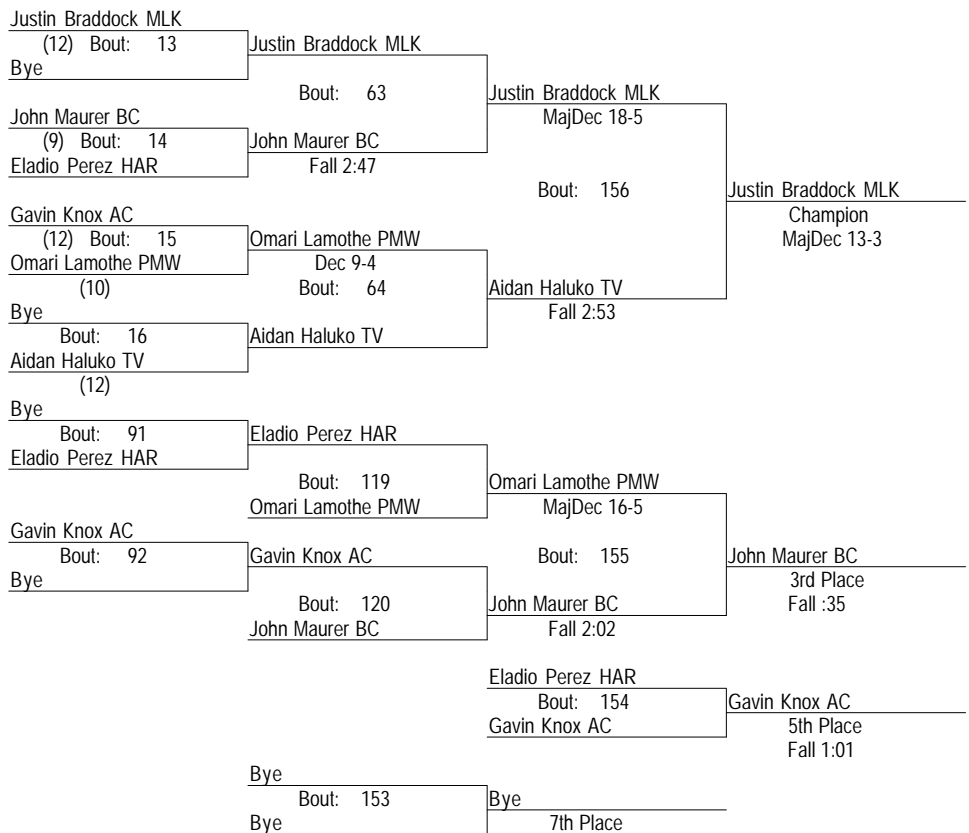 Justin Braddock MLK
(12) Bout: 13
Bye
Justin Braddock MLK
Bout: 63
Justin Braddock MLK
MajDec 18-5
John Maurer BC
(9) Bout: 14
Eladio Perez HAR
John Maurer BC
Fall 2:47
Bout: 156
Justin Braddock MLK
Champion
MajDec 13-3
Gavin Knox AC
(12) Bout: 15
Omari Lamothe PMW
(10)
Omari Lamothe PMW
Dec 9-4
Bout: 64
Aidan Haluko TV
Fall 2:53
Bye
Bout: 16
Aidan Haluko TV
(12)
Aidan Haluko TV
Bye
Bout: 91
Eladio Perez HAR
Eladio Perez HAR
Bout: 119
Omari Lamothe PMW
Omari Lamothe PMW
MajDec 16-5
Gavin Knox AC
Bout: 92
Bye
Gavin Knox AC
Bout: 120
John Maurer BC
Bout: 155
John Maurer BC
Fall 2:02
John Maurer BC
3rd Place
Fall :35
Eladio Perez HAR
Bout: 154
Gavin Knox AC
Gavin Knox AC
5th Place
Fall 1:01
Bye
Bout: 153
Bye
Bye
7th Place